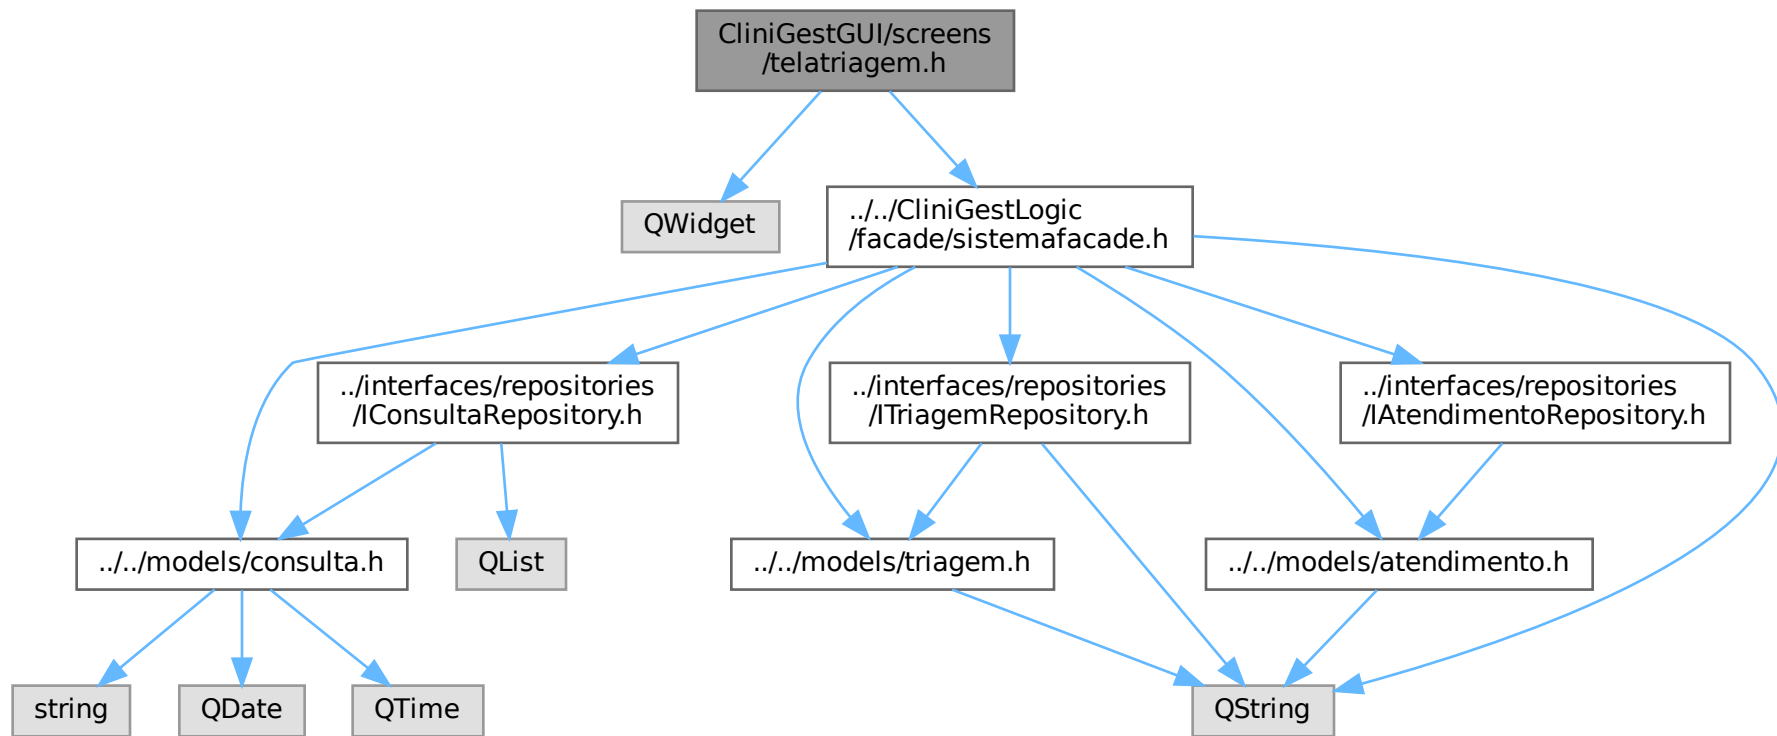 CliniGestGUI/screens
/telatriagem.h
QWidget
../../CliniGestLogic
/facade/sistemafacade.h
../interfaces/repositories
/IConsultaRepository.h
../interfaces/repositories
/ITriagemRepository.h
../interfaces/repositories
/IAtendimentoRepository.h
../../models/consulta.h
QList
../../models/triagem.h
../../models/atendimento.h
string
QDate
QTime
QString